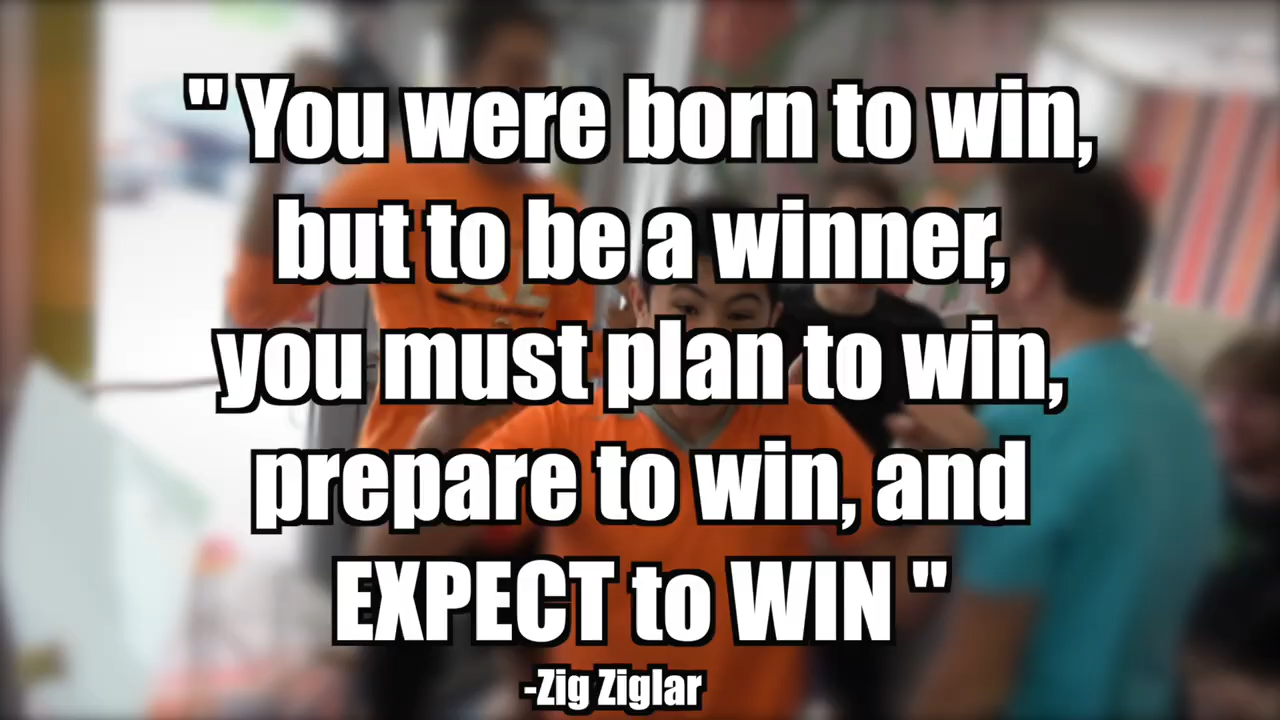 " You were born to win,
but to be a winner,
you must plan to win,
prepare to win, and
EXPECT to WIN "
-Zig Ziglar